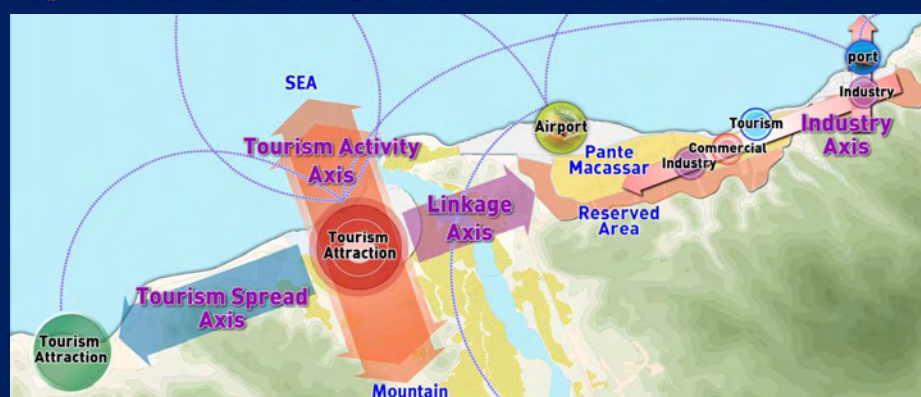 port
SEA
Industry
Airport
Tourism
Industry
Axis
Tourism Activity
Axis
Commercial
Pante
Macassar
Industry
Linkage
Axis
Reserved
Area
Tourism
Attraction
Tourism Spread
Axis
Tourism
Attraction
Mountain